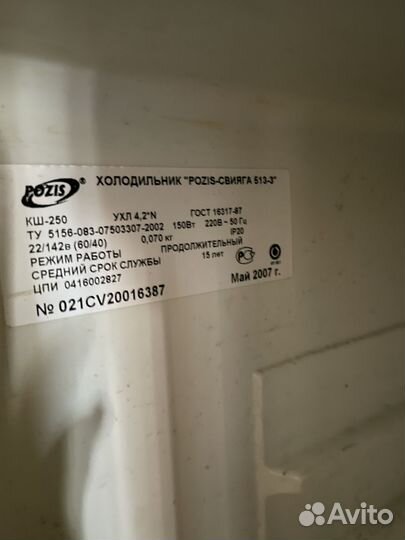 POZIS® ХОЛОДИЛЬНИК "POZIS-СВИЯГА 513-3"
КШ-250 УХЛ 4,2*N ГОСТ 16317-87
ТУ 5156-083-07503307-2002 150Вт 220В~50 Гц
22/142в (60/40) 0,070 кг IP20
РЕЖИМ РАБОТЫ ПРОДОЛЖИТЕЛЬНЫЙ
СРЕДНИЙ СРОК СЛУЖБЫ 15 лет
ЦПИ 0416002827 Май 2007 г.
№ 021CV20016387
Avito